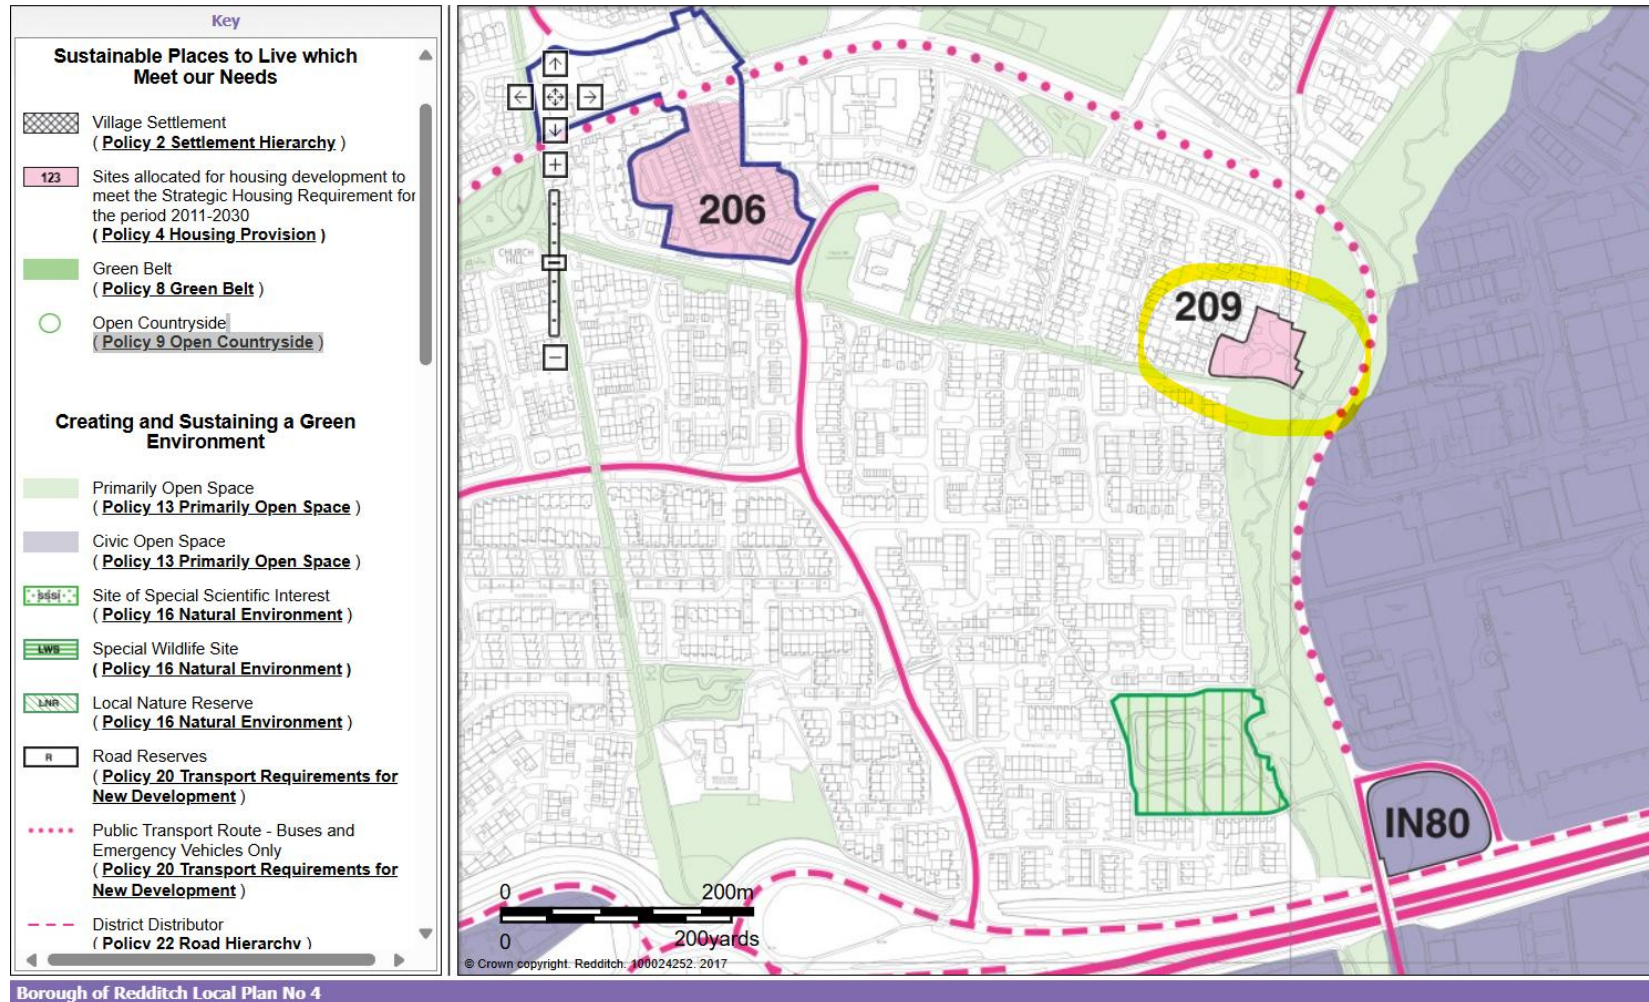 Key
Sustainable Places to Live which
Meet our Needs
Village Settlement
( Policy 2 Settlement Hierarchy )
123
Sites allocated for housing development to
meet the Strategic Housing Requirement for
the period 2011-2030
( Policy 4 Housing Provision )
Green Belt
( Policy 8 Green Belt )
Open Countryside
( Policy 9 Open Countryside )
Creating and Sustaining a Green
Environment
Primarily Open Space
( Policy 13 Primarily Open Space )
Civic Open Space
( Policy 13 Primarily Open Space )
SSSI
Site of Special Scientific Interest
( Policy 16 Natural Environment )
LWS
Special Wildlife Site
( Policy 16 Natural Environment )
LNR
Local Nature Reserve
( Policy 16 Natural Environment )
R
Road Reserves
( Policy 20 Transport Requirements for
New Development )
Public Transport Route - Buses and
Emergency Vehicles Only
( Policy 20 Transport Requirements for
New Development )
District Distributor
( Policy 22 Road Hierarchy )
206
CHURCH
HILL
209
IN80
0 200m
0 200yards
© Crown copyright. Redditch. 100024252. 2017
Borough of Redditch Local Plan No 4